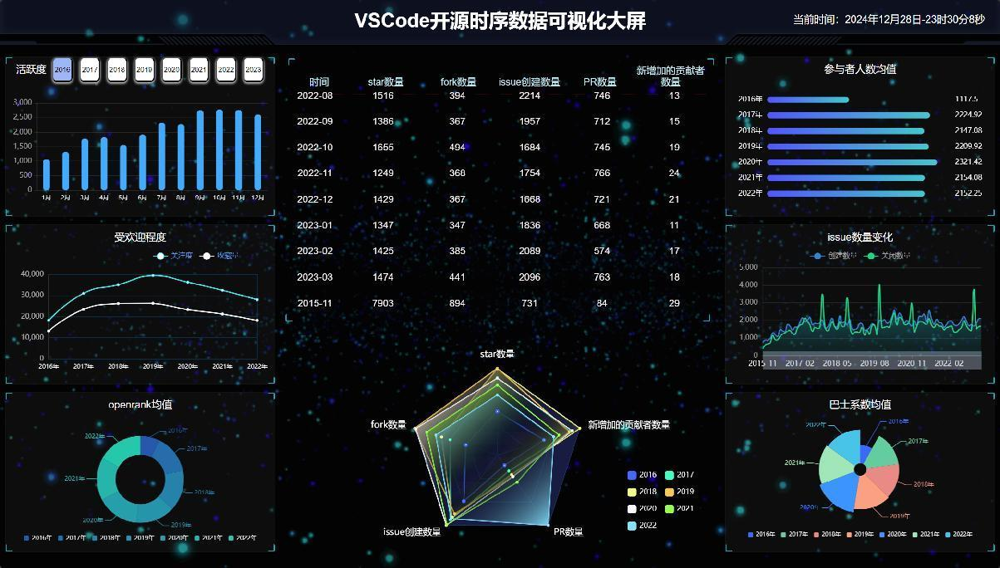 VSCode开源时序数据可视化大屏
当前时间：2024年12月28日-23时30分8秒
活跃度 2016 2017 2018 2019 2020 2021 2022 2023
3,000
2,500
2,000
1,500
1,000
500
0
1月 2月 3月 4月 5月 6月 7月 8月 9月 10月 11月 12月
受欢迎程度
关注度 收藏量
40,000
30,000
20,000
10,000
0
2016年 2017年 2018年 2019年 2020年 2021年 2022年
openrank均值
2016年
2017年
2018年
2019年
2020年
2021年
2022年
2016年 2017年 2018年 2019年 2020年 2021年 2022年
时间 star数量 fork数量 issue创建数量 PR数量 新增加的贡献者数量
2022-08 1516 394 2214 746 13
2022-09 1386 367 1957 712 15
2022-10 1655 494 1684 745 19
2022-11 1249 368 1754 766 24
2022-12 1429 367 1668 721 21
2023-01 1347 347 1836 668 11
2023-02 1425 385 2089 574 17
2023-03 1474 441 2096 763 18
2015-11 7903 894 731 84 29
star数量
fork数量
新增加的贡献者数量
issue创建数量
PR数量
2016 2017
2018 2019
2020 2021
2022
参与者人数均值
2016年 1117.5
2017年 2224.92
2018年 2147.08
2019年 2209.92
2020年 2321.42
2021年 2154.08
2022年 2152.25
issue数量变化
创建数量 关闭数量
5,000
4,000
3,000
2,000
1,000
0
2015 11 2017 02 2018 05 2019 08 2020 11 2022 02
巴士系数均值
2016年
2017年
2018年
2019年
2020年
2021年
2022年
2016年 2017年 2018年 2019年 2020年 2021年 2022年